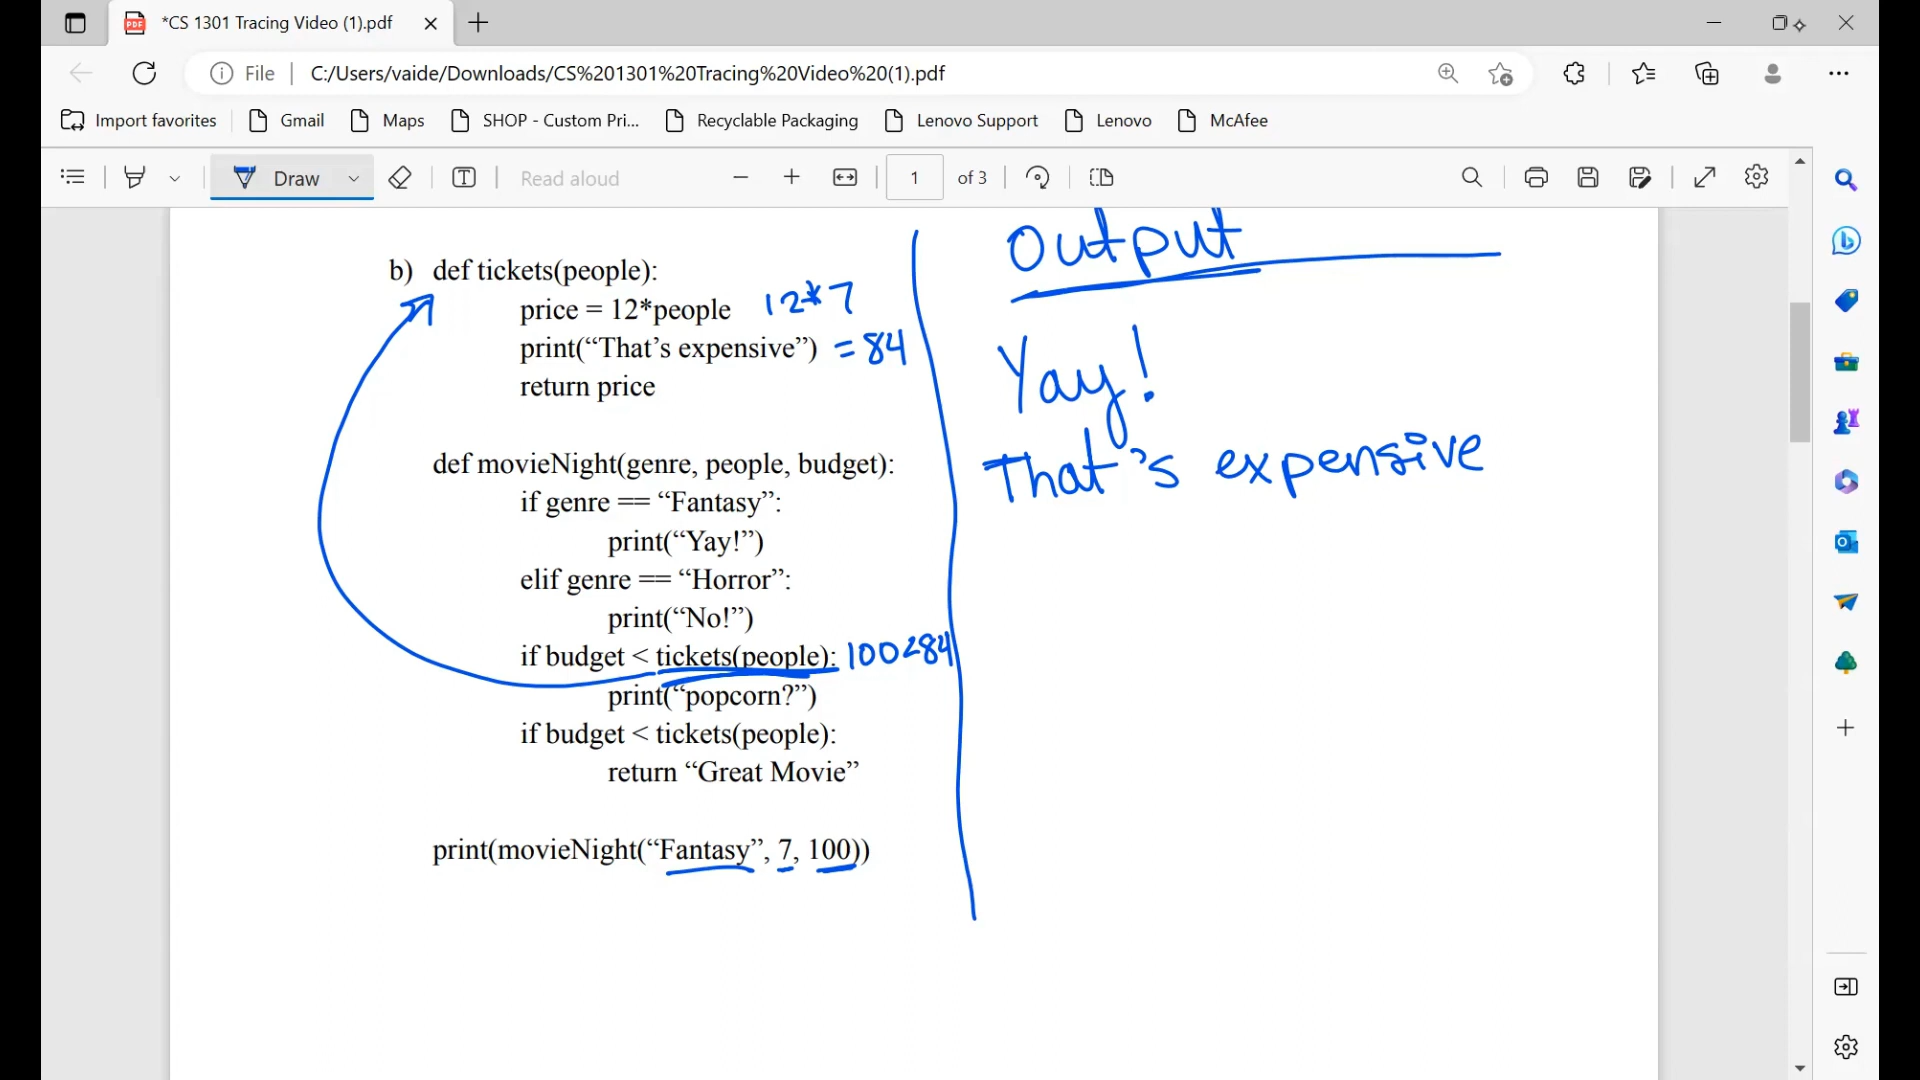 *CS 1301 Tracing Video (1).pdf
File
C:/Users/vaide/Downloads/CS%201301%20Tracing%20Video%20(1).pdf
Import favorites
Gmail
Maps
SHOP - Custom Pri...
Recyclable Packaging
Lenovo Support
Lenovo
McAfee
Draw
Read aloud
1 of 3
b) def tickets(people):
price = 12*people 12*7
print(“That’s expensive”) = 84
return price
def movieNight(genre, people, budget):
if genre == “Fantasy”:
print(“Yay!”)
elif genre == “Horror”:
print(“No!”)
if budget < tickets(people): 100<84
print(“popcorn?”)
if budget < tickets(people):
return “Great Movie”
print(movieNight(“Fantasy”, 7, 100))
Output
Yay!
That's expensive